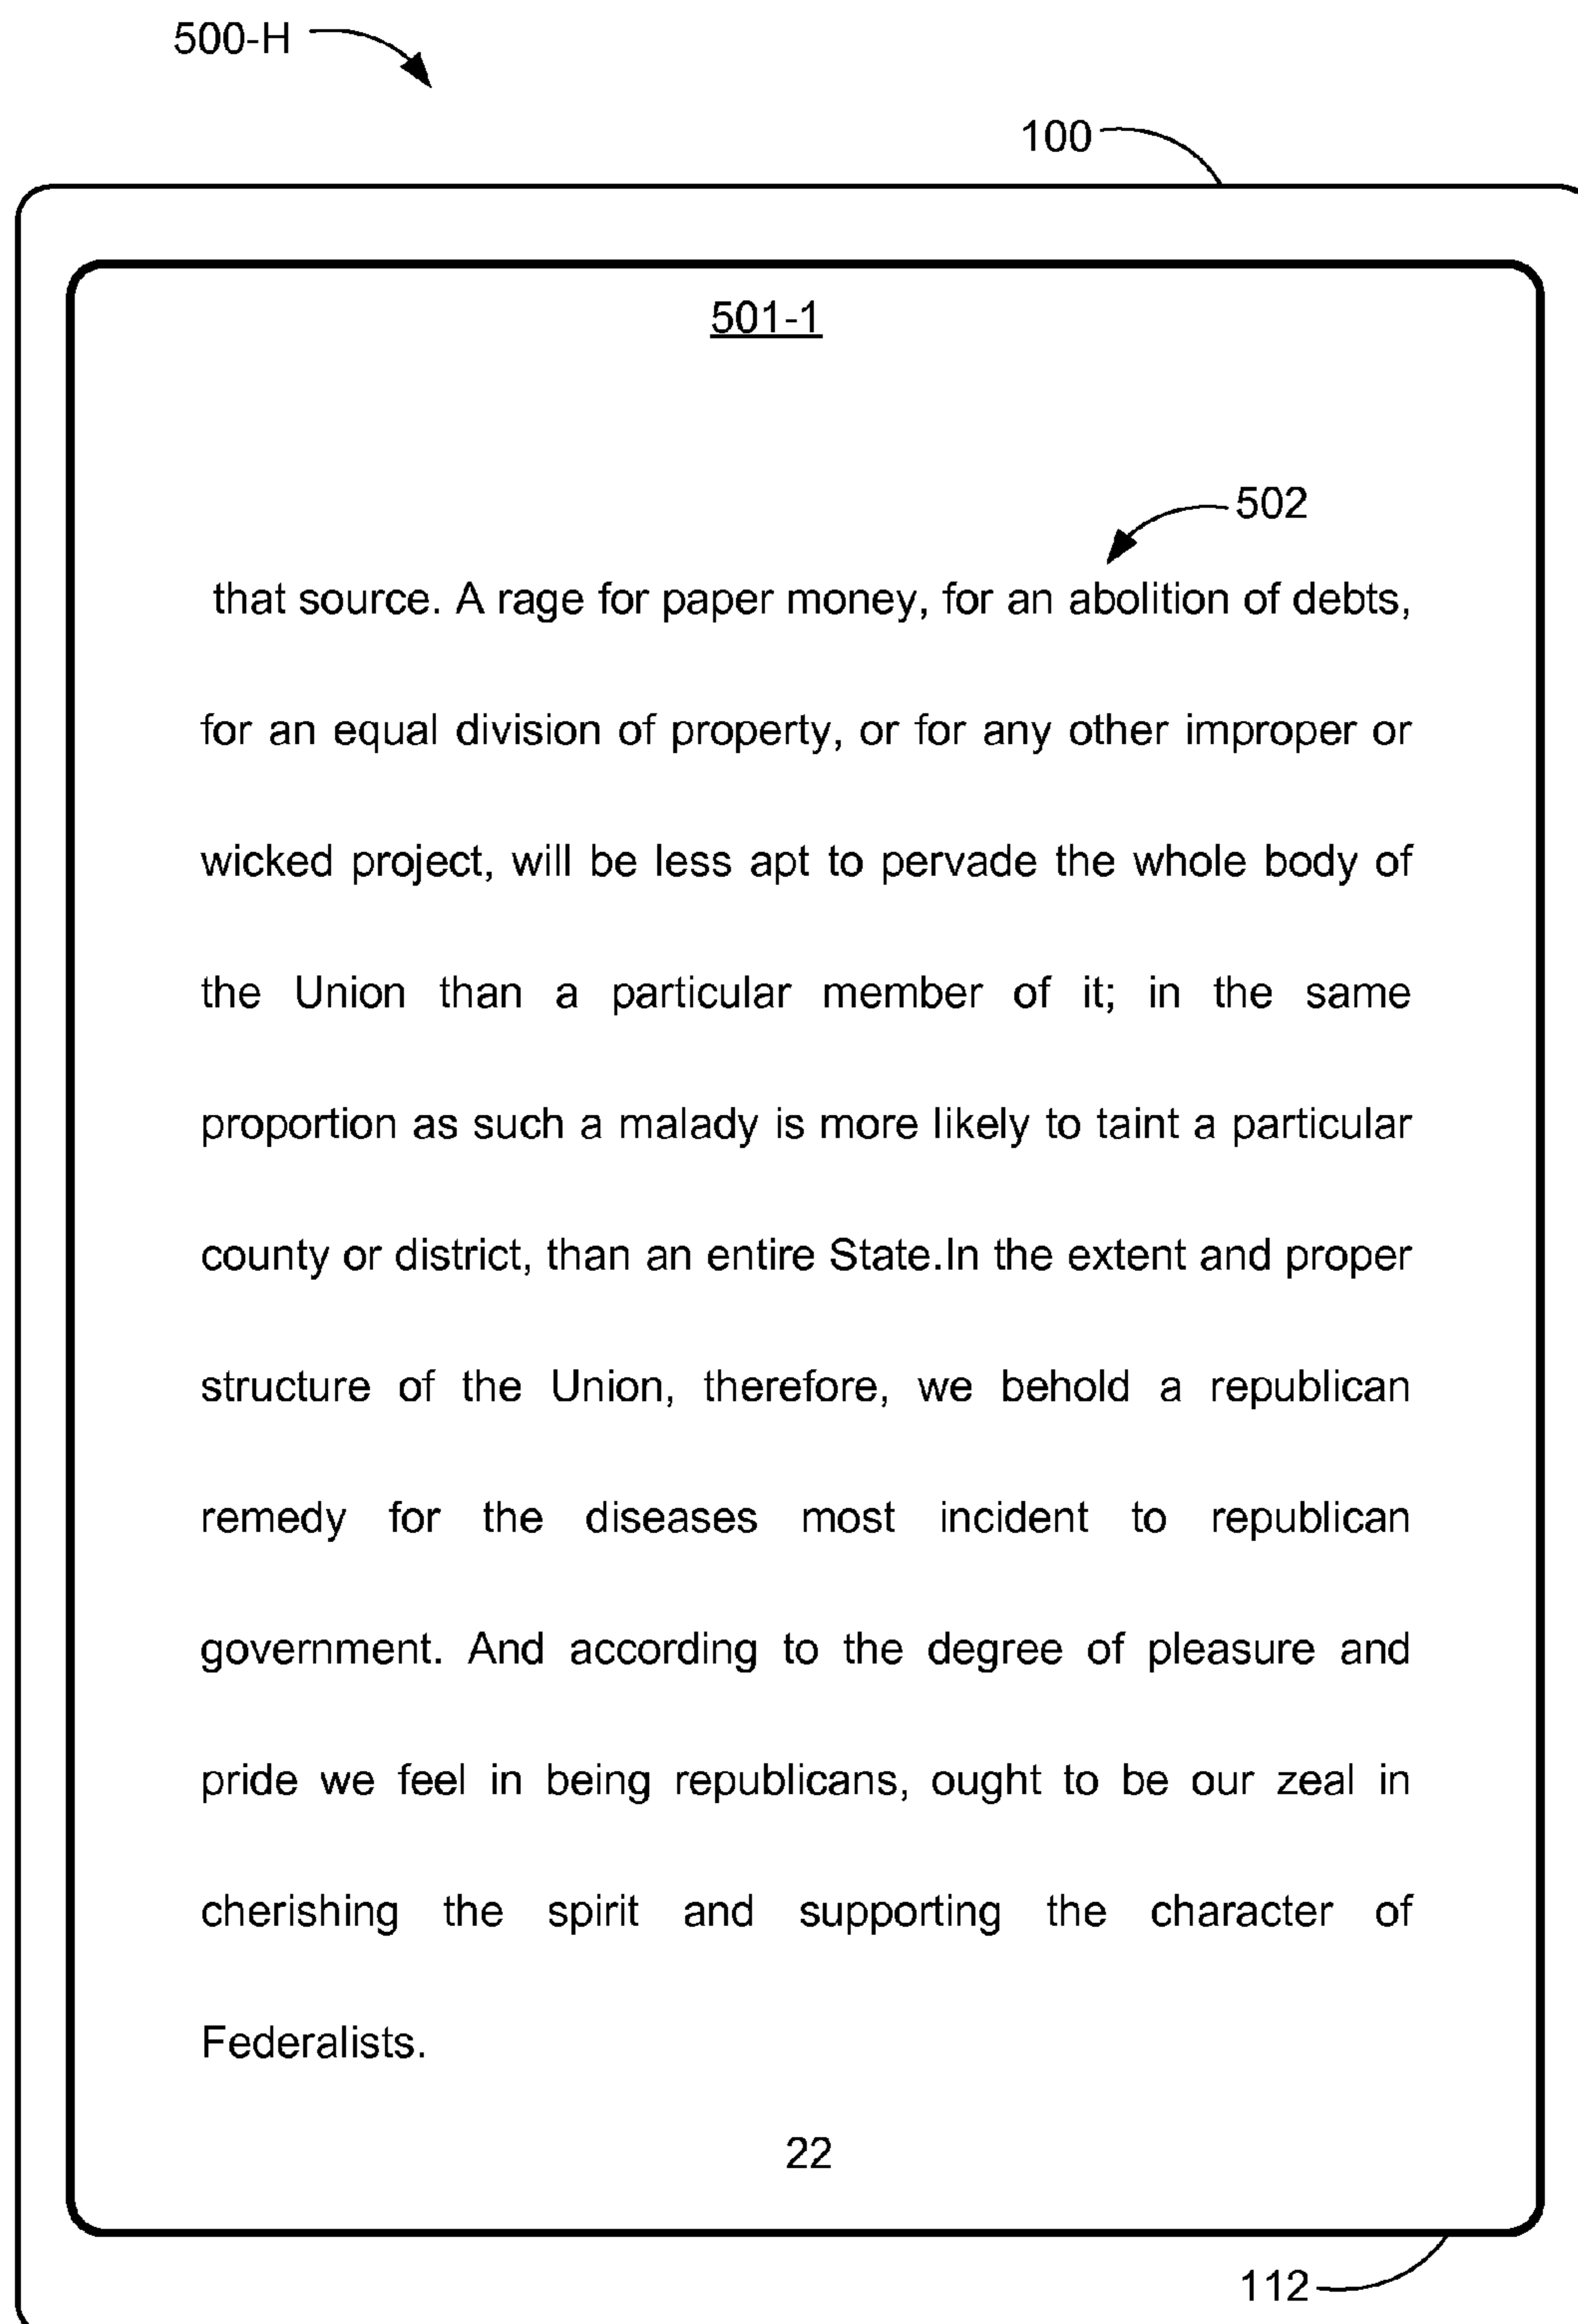 500-H
100
501-1
502
that source. A rage for paper money, for an abolition of debts,
for an equal division of property, or for any other improper or
wicked project, will be less apt to pervade the whole body of
the Union than a particular member of it; in the same
proportion as such a malady is more likely to taint a particular
county or district, than an entire State.In the extent and proper
structure of the Union, therefore, we behold a republican
remedy for the diseases most incident to republican
government. And according to the degree of pleasure and
pride we feel in being republicans, ought to be our zeal in
cherishing the spirit and supporting the character of
Federalists.
22
112